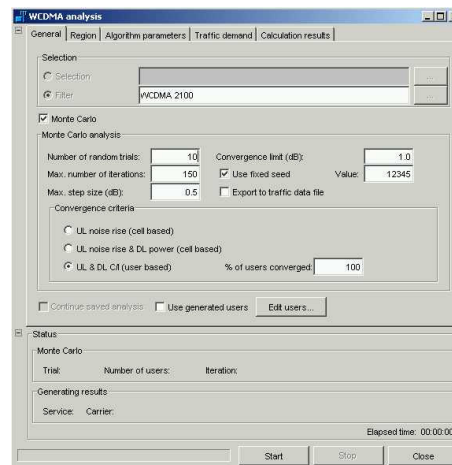 WCDMA analysis
General Region Algorithm parameters Traffic demand Calculation results
Selection
Selection ...
Filter WCDMA 2100 ...
Monte Carlo
Monte Carlo analysis
Number of random trials: 10 Convergence limit (dB): 1.0
Max. number of iterations: 150 Use fixed seed Value: 12345
Max. step size (dB): 0.5 Export to traffic data file
Convergence criteria
UL noise rise (cell based)
UL noise rise & DL power (cell based)
UL & DL C/I (user based) % of users converged: 100
Continue saved analysis Use generated users Edit users...
Status
Monte Carlo
Trial: Number of users: Iteration:
Generating results
Service: Carrier:
Elapsed time: 00:00:00
Start Stop Close